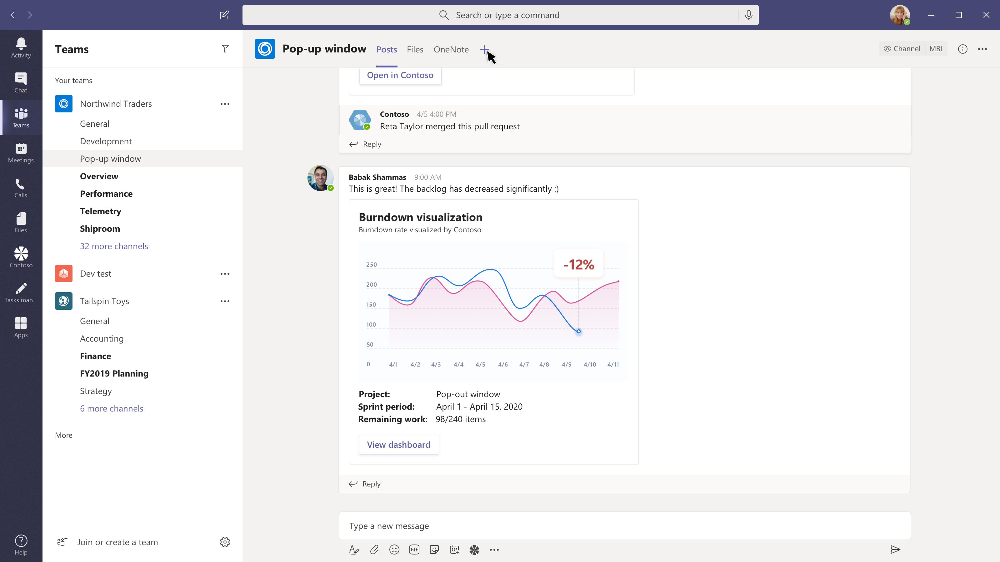 Search or type a command
Activity
Chat
Teams
Meetings
Calls
Files
Contoso
Tasks man...
Apps
Help
Teams
Your teams
Northwind Traders
General
Development
Pop-up window
Overview
Performance
Telemetry
Shiproom
32 more channels
Dev test
Tailspin Toys
General
Accounting
Finance
FY2019 Planning
Strategy
6 more channels
More
Join or create a team
Pop-up window Posts Files OneNote
Channel MBI
Open in Contoso
Contoso 4/5 4:00 PM
Reta Taylor merged this pull request
Reply
Babak Shammas 9:00 AM
This is great! The backlog has decreased significantly :)
Burndown visualization
Burndown rate visualized by Contoso
-12%
250
200
150
100
50
0 4/1 4/2 4/3 4/4 4/5 4/6 4/7 4/8 4/9 4/10 4/11
Project: Pop-out window
Sprint period: April 1 - April 15, 2020
Remaining work: 98/240 items
View dashboard
Reply
Type a new message
GIF